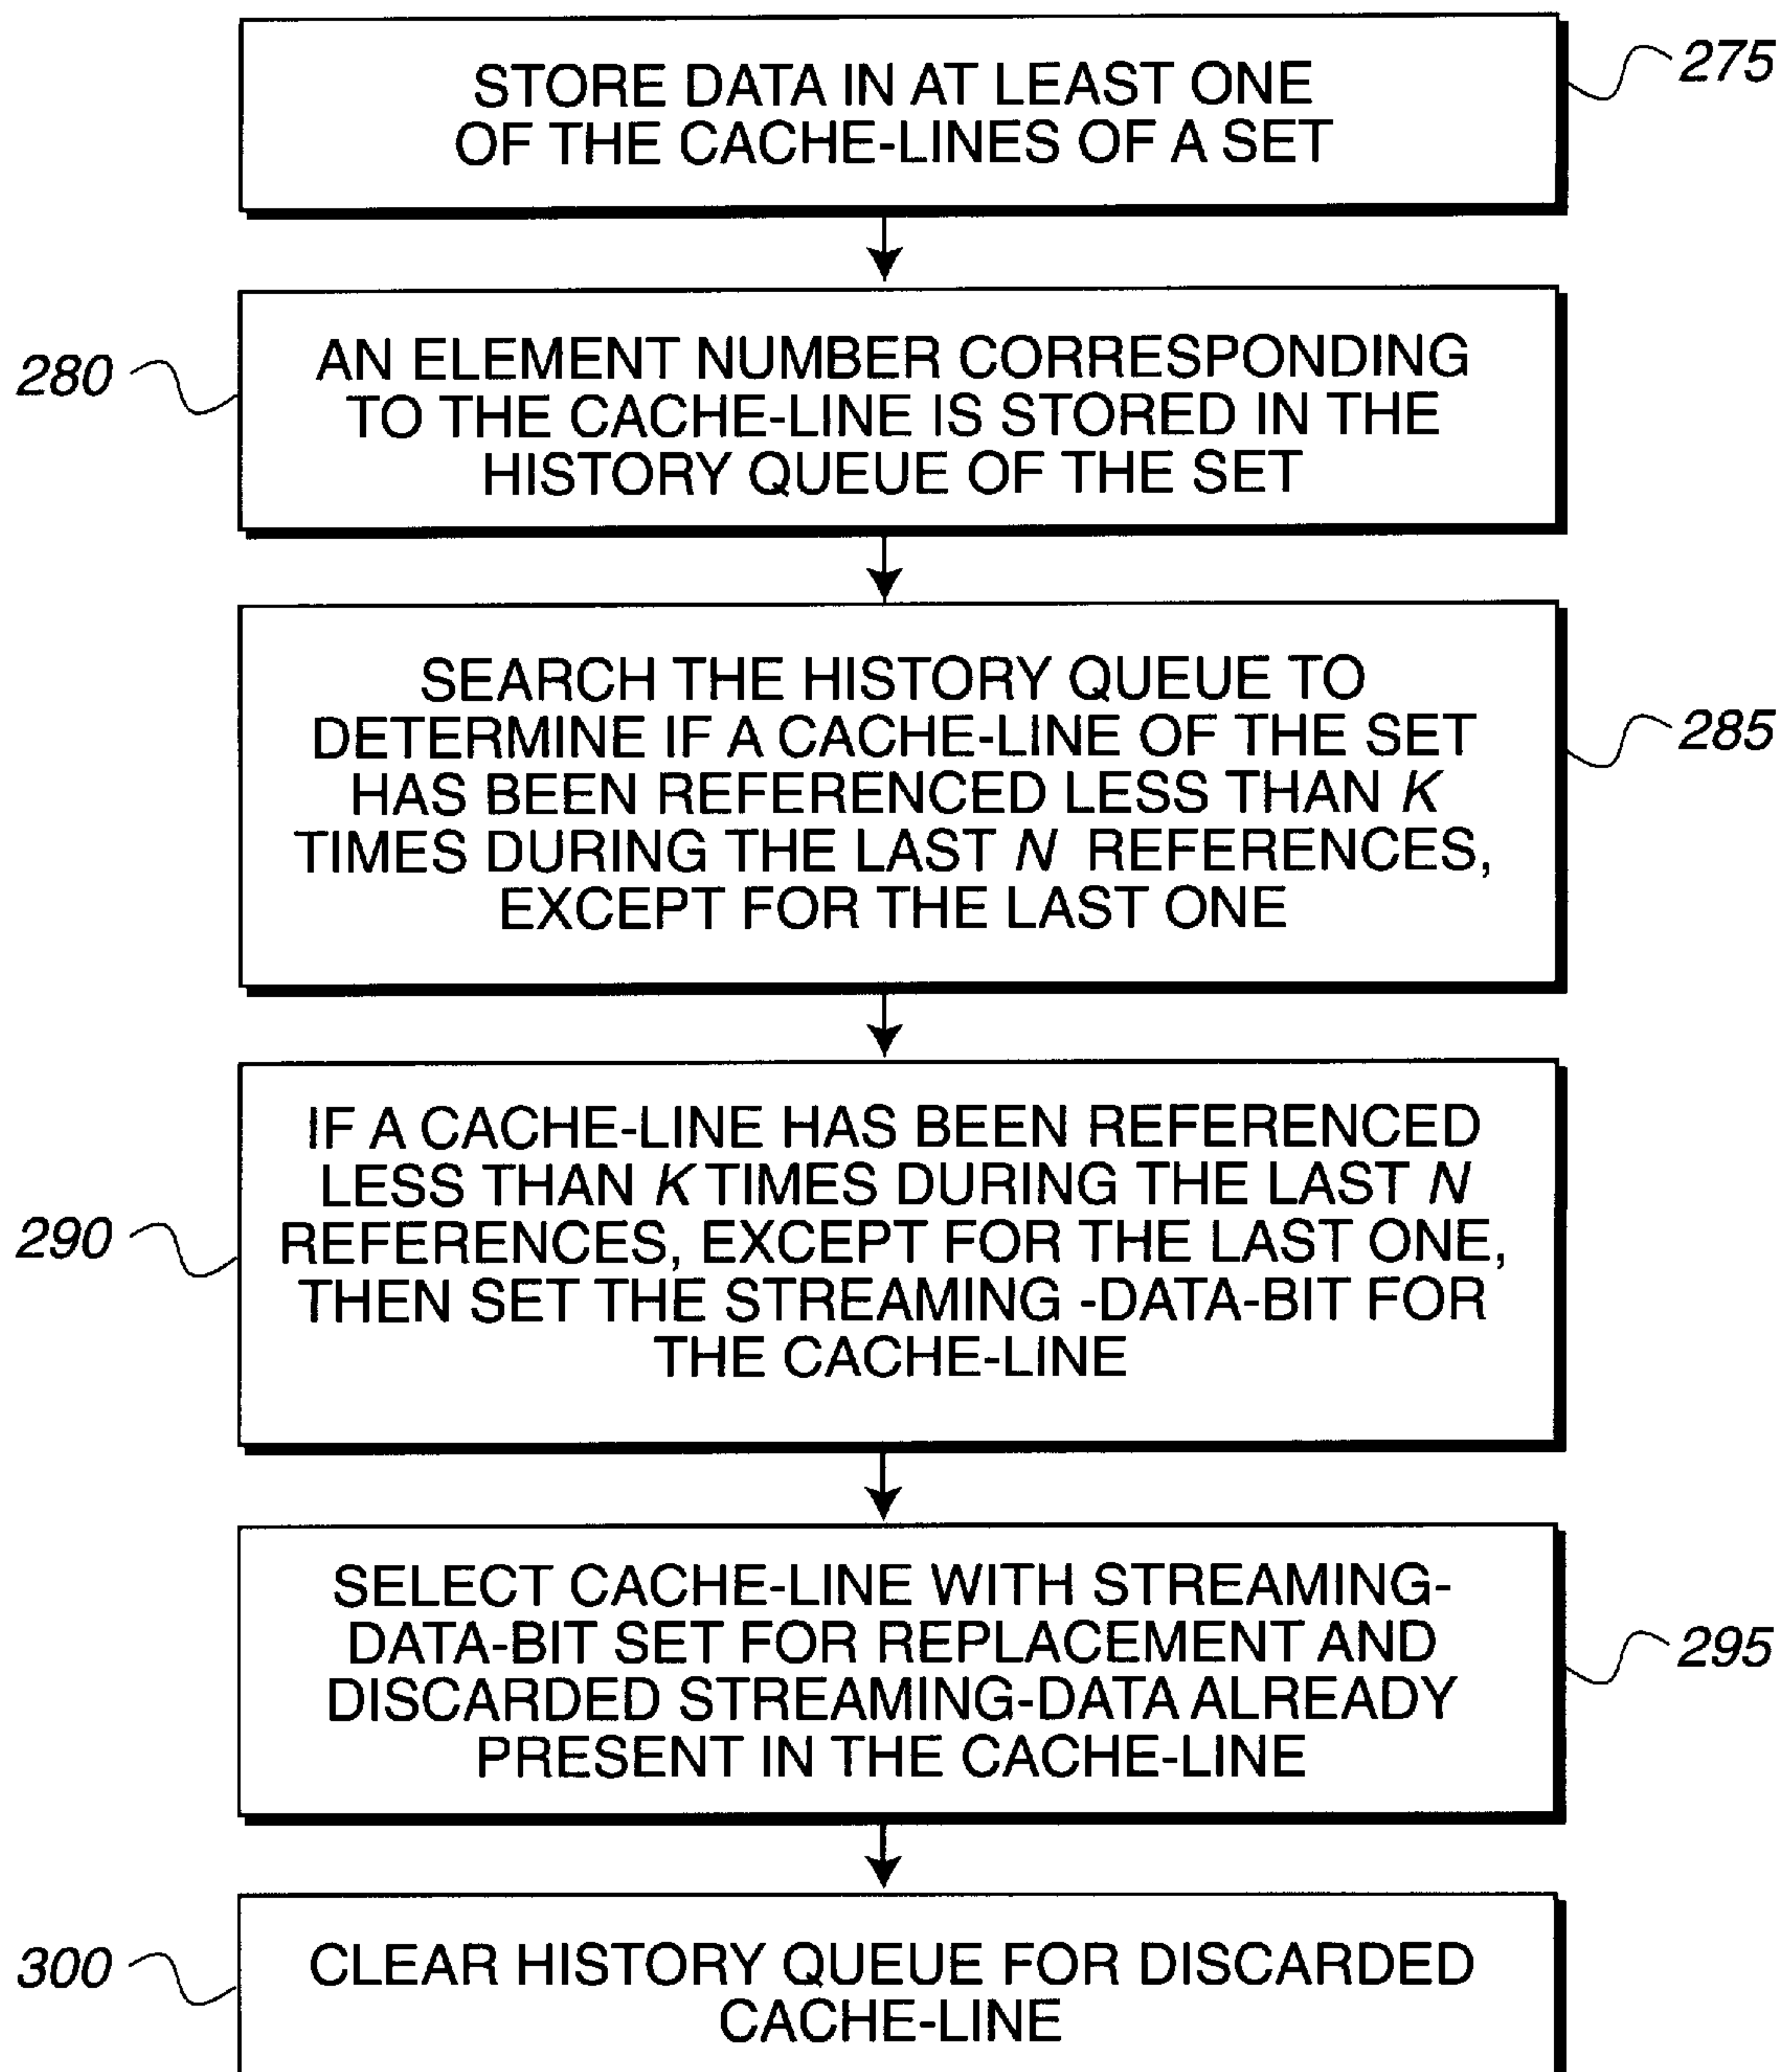 STORE DATA IN AT LEAST ONE
OF THE CACHE-LINES OF A SET
275
280
AN ELEMENT NUMBER CORRESPONDING
TO THE CACHE-LINE IS STORED IN THE
HISTORY QUEUE OF THE SET
SEARCH THE HISTORY QUEUE TO
DETERMINE IF A CACHE-LINE OF THE SET
HAS BEEN REFERENCED LESS THAN K
TIMES DURING THE LAST N REFERENCES,
EXCEPT FOR THE LAST ONE
285
290
IF A CACHE-LINE HAS BEEN REFERENCED
LESS THAN K TIMES DURING THE LAST N
REFERENCES, EXCEPT FOR THE LAST ONE,
THEN SET THE STREAMING -DATA-BIT FOR
THE CACHE-LINE
SELECT CACHE-LINE WITH STREAMING-
DATA-BIT SET FOR REPLACEMENT AND
DISCARDED STREAMING-DATA ALREADY
PRESENT IN THE CACHE-LINE
295
300
CLEAR HISTORY QUEUE FOR DISCARDED
CACHE-LINE